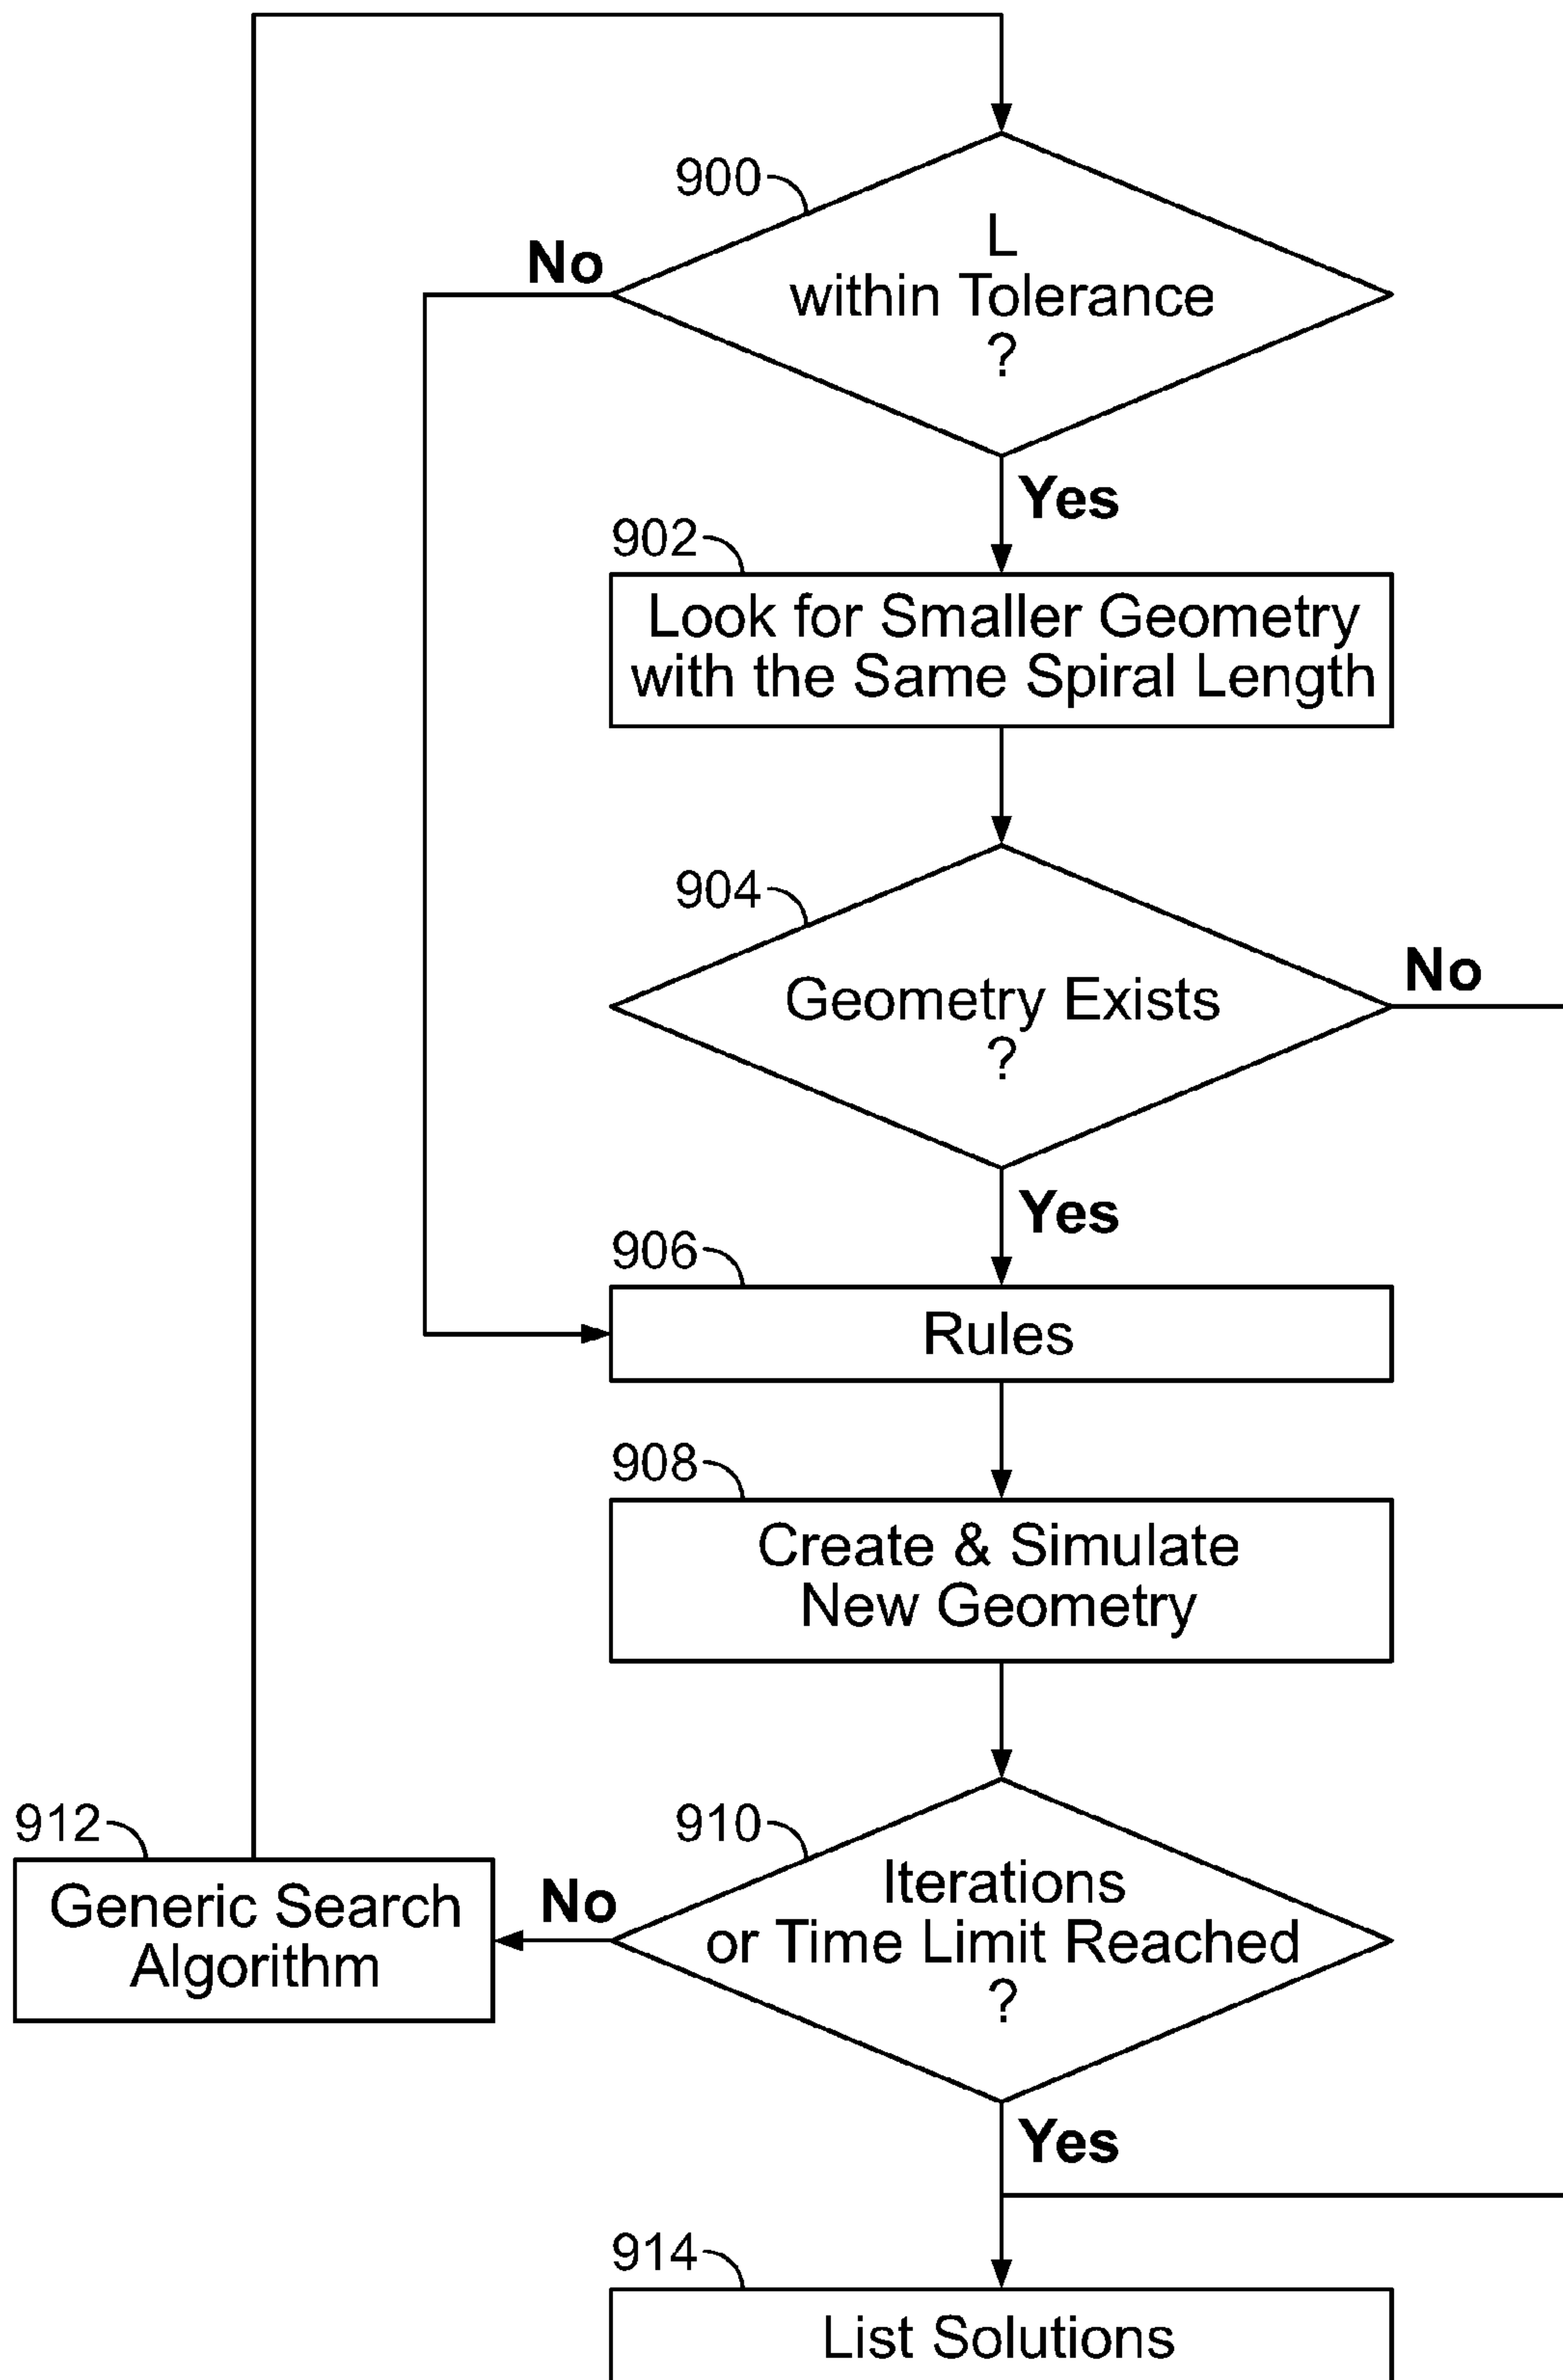 900
No
L
within Tolerance
?
Yes
902
Look for Smaller Geometry
with the Same Spiral Length
904
Geometry Exists
?
No
Yes
906
Rules
908
Create & Simulate
New Geometry
912
Generic Search
Algorithm
No
910
Iterations
or Time Limit Reached
?
Yes
914
List Solutions